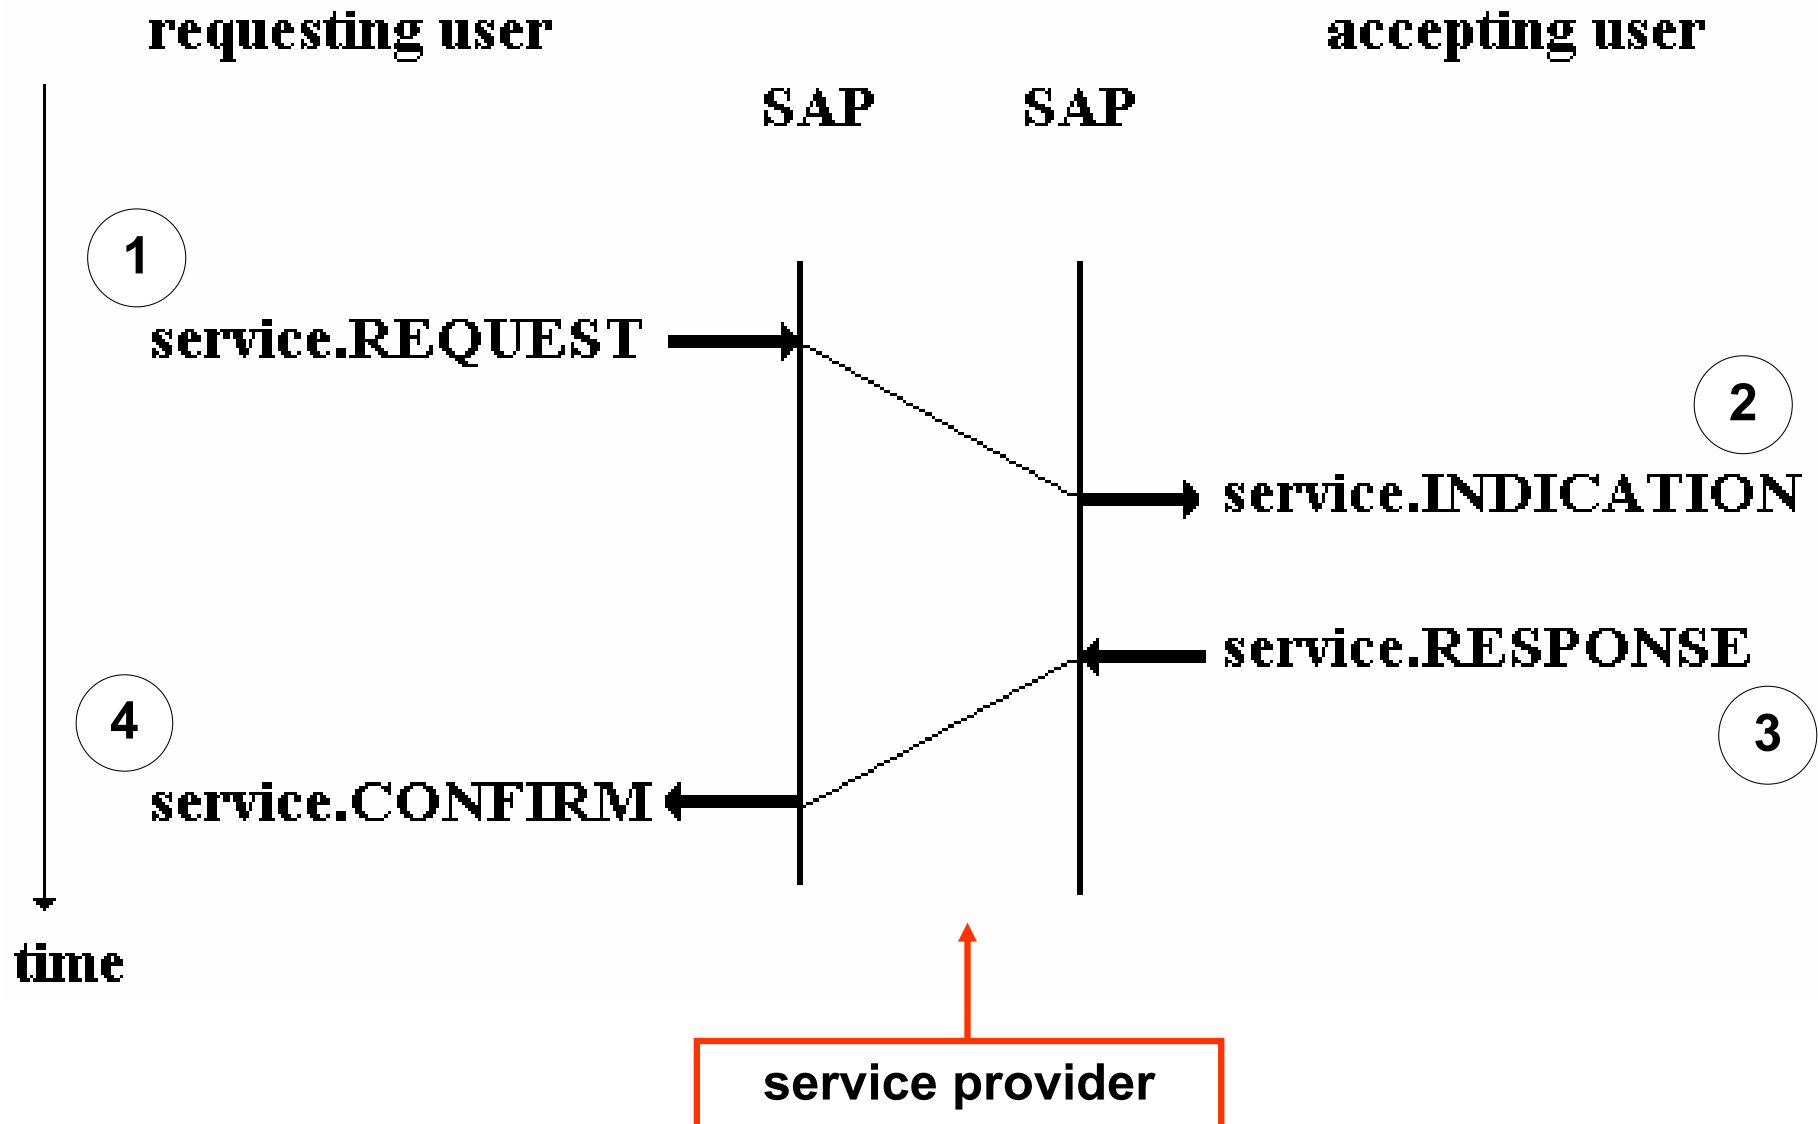 requesting user
accepting user
SAP
SAP
1
service.REQUEST
2
service.INDICATION
service.RESPONSE
3
4
service.CONFIRM
time
service provider